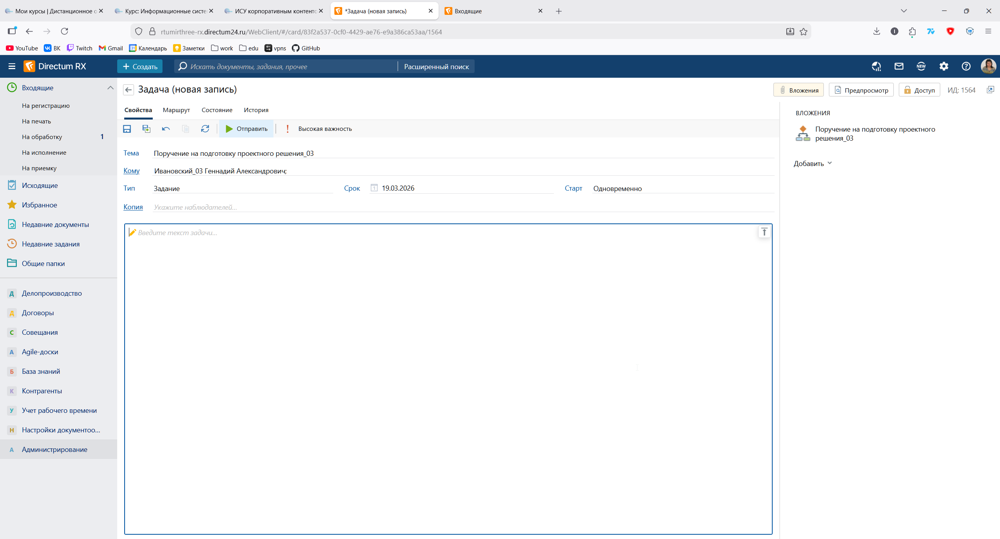 Мои курсы | Дистанционное о
Курс: Информационные систе
ИСУ корпоративным контенто
*Задача (новая запись)
Входящие
rtumirthree-rx.directum24.ru/WebClient/#/card/83f2a537-0cf0-4429-ae76-e9a386ca53aa/1564
YouTube
ВК
Twitch
Gmail
31
Календарь
Заметки
work
edu
vpns
GitHub
Directum RX
Создать
Искать документы, задания, прочее
Расширенный поиск
NEW
Входящие
На регистрацию
На печать
На обработку 1
На исполнение
На приемку
Исходящие
Избранное
Недавние документы
Недавние задания
Общие папки
Д Делопроизводство
Д Договоры
С Совещания
А Agile-доски
Б База знаний
К Контрагенты
У Учет рабочего времени
Н Настройки документоо...
А Администрирование
Задача (новая запись)
Вложения
Предпросмотр
Доступ
ИД: 1564
Свойства
Маршрут
Состояние
История
Отправить
Высокая важность
Тема Поручение на подготовку проектного решения_03
Кому Ивановский_03 Геннадий Александрович;
Тип Задание Срок 1 19.03.2026 Старт Одновременно
Копия Укажите наблюдателей...
Введите текст задачи...
ВЛОЖЕНИЯ
Поручение на подготовку проектного
решения_03
Добавить